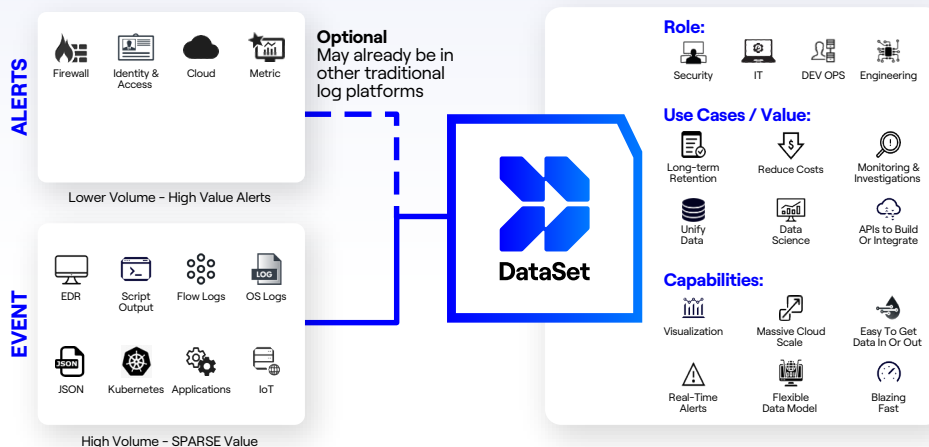 ALERTS
Firewall
Identity &
Access
Cloud
Metric
Lower Volume – High Value Alerts
Optional
May already be in
other traditional
log platforms
EVENT
EDR
Script
Output
Flow Logs
LOG
OS Logs
JSON
JSON
Kubernetes
Applications
IoT
High Volume – SPARSE Value
DataSet
Role:
Security
IT
DEV OPS
Engineering
Use Cases / Value:
Long-term
Retention
$
Reduce Costs
Monitoring &
Investigations
Unify
Data
Data
Science
APIs to Build
Or Integrate
Capabilities:
Visualization
Massive Cloud
Scale
Easy To Get
Data In Or Out
Real-Time
Alerts
Flexible
Data Model
Blazing
Fast